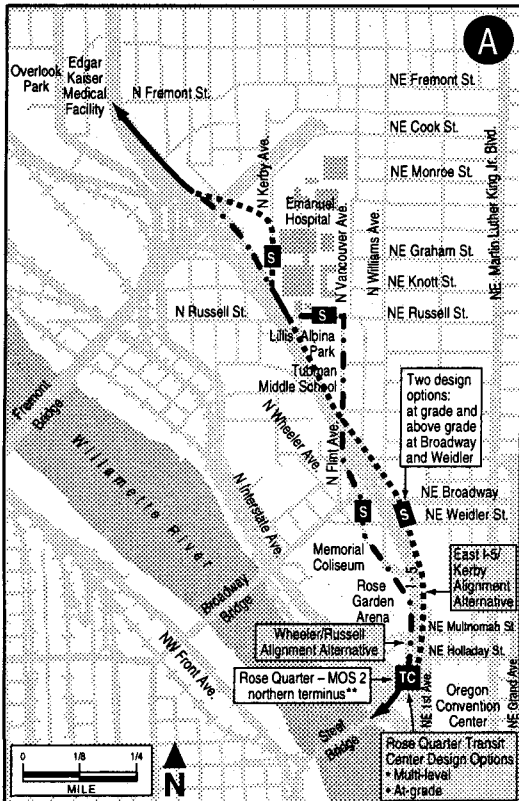 A
Overlook
Park
Edgar
Kaiser
Medical
Facility
N Fremont St.
NE Fremont St.
NE Cook St.
NE Monroe St.
NE Martin Luther King Jr. Blvd.
N Kerby Ave.
Emanuel
Hospital
N Vancouver Ave.
N Williams Ave.
NE Graham St.
NE Knott St.
NE Russell St.
S
N Russell St.
S
Lillis Albina
Park
Tubman
Middle School
Two design
options:
at grade and
above grade
at Broadway
and Weidler
Fremont
Bridge
Willamette River
N Wheeler Ave.
N Flint Ave.
N Interstate Ave.
NE Broadway
NE Weidler St.
S
S
Memorial
Coliseum
I-5
East I-5/
Kerby
Alignment
Alternative
Rose
Garden
Arena
Broadway
Bridge
NW Front Ave.
Wheeler/Russell
Alignment Alternative
NE Multnomah St
NE Holladay St.
Rose Quarter – MOS 2
northern terminus**
TC
NE 1st Ave.
Oregon
Convention
Center
NE Grand Ave.
Steel
Bridge
Rose Quarter Transit
Center Design Options
• Multi-level
• At-grade
0 1/8 1/4
MILE
N